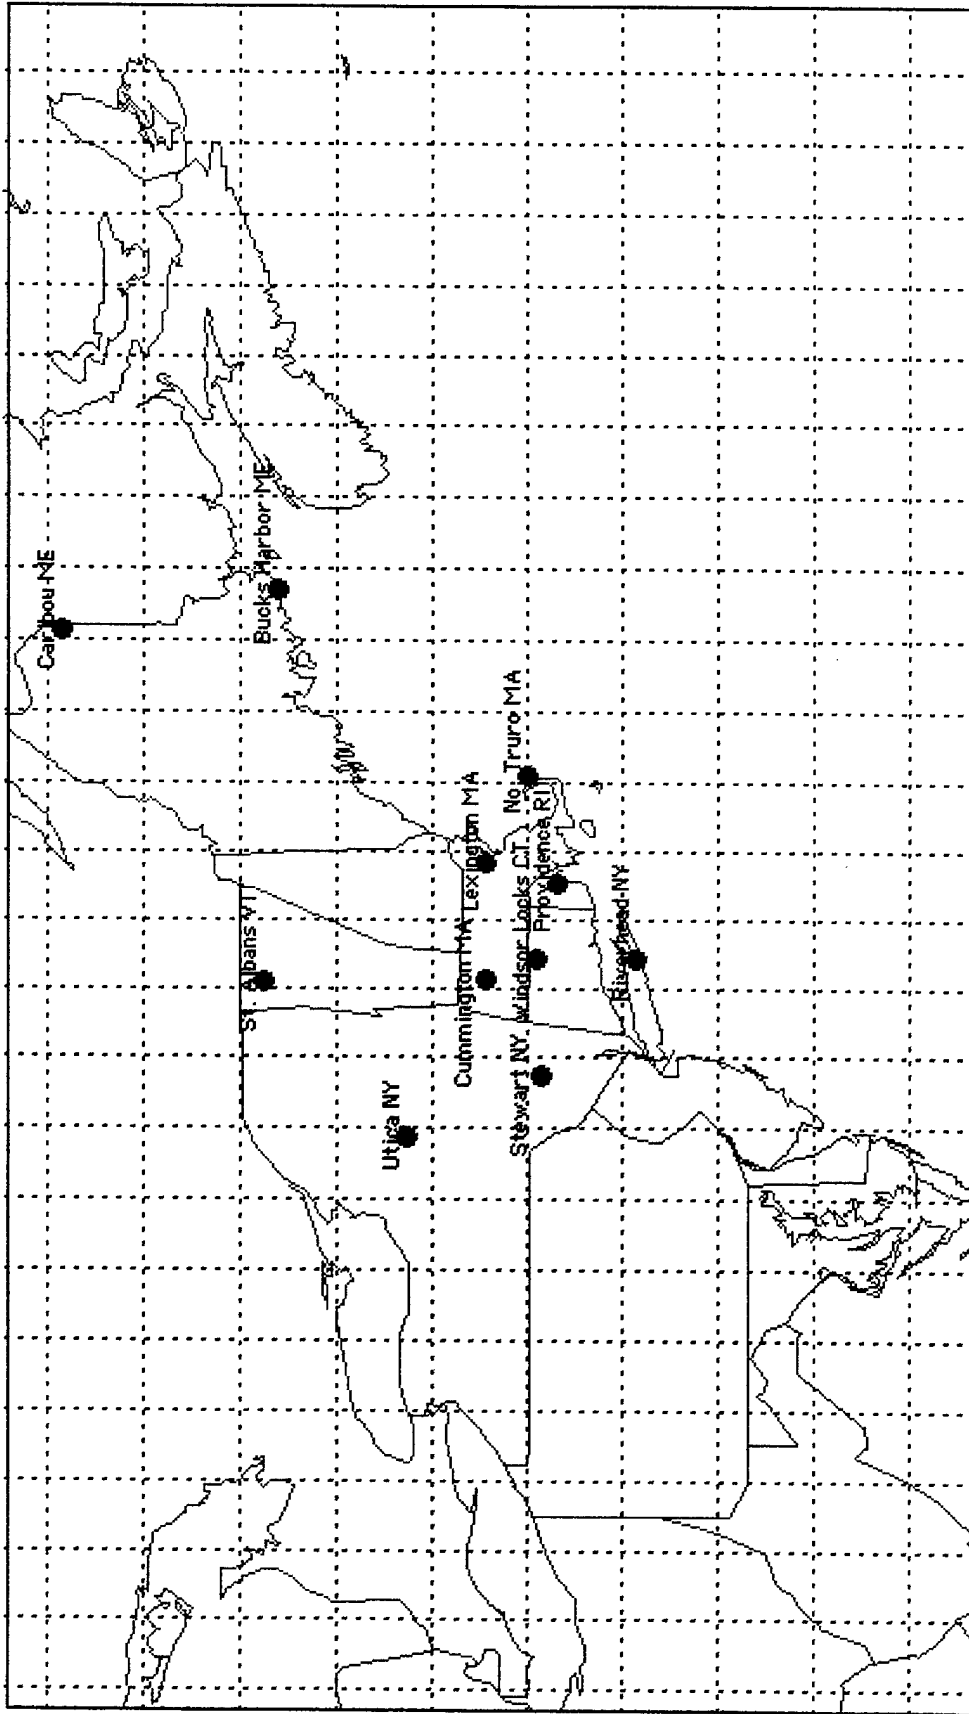 Caribou ME
Bucks Harbor ME
St. Albans VT
Utica NY
Cummington MA
Lexington MA
No. Truro MA
Stewart NY
Windsor Locks CT
Providence RI
Riverhead NY